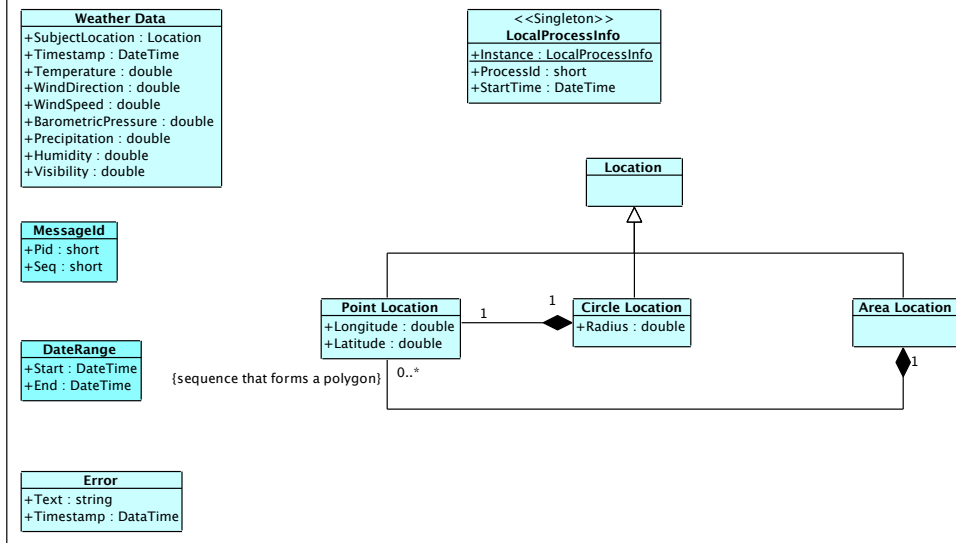 Weather Data
+SubjectLocation : Location
+Timestamp : DateTime
+Temperature : double
+WindDirection : double
+WindSpeed : double
+BarometricPressure : double
+Precipitation : double
+Humidity : double
+Visibility : double
<<Singleton>>
LocalProcessInfo
+Instance : LocalProcessInfo
+ProcessId : short
+StartTime : DateTime
Location
MessageId
+Pid : short
+Seq : short
Point Location
+Longitude : double
+Latitude : double
1
1
Circle Location
+Radius : double
Area Location
1
DateRange
+Start : DateTime
+End : DateTime
{sequence that forms a polygon}
0..*
Error
+Text : string
+Timestamp : DataTime